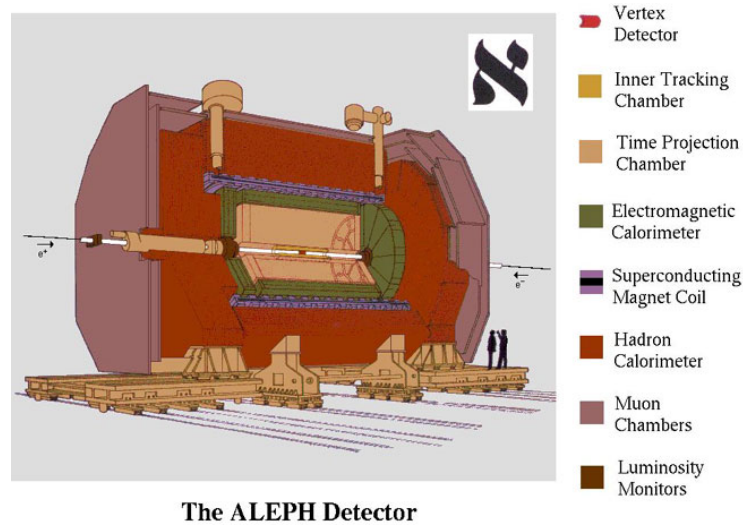 א
e⁺
e⁻
Vertex
Detector
Inner Tracking
Chamber
Time Projection
Chamber
Electromagnetic
Calorimeter
Superconducting
Magnet Coil
Hadron
Calorimeter
Muon
Chambers
Luminosity
Monitors
The ALEPH Detector